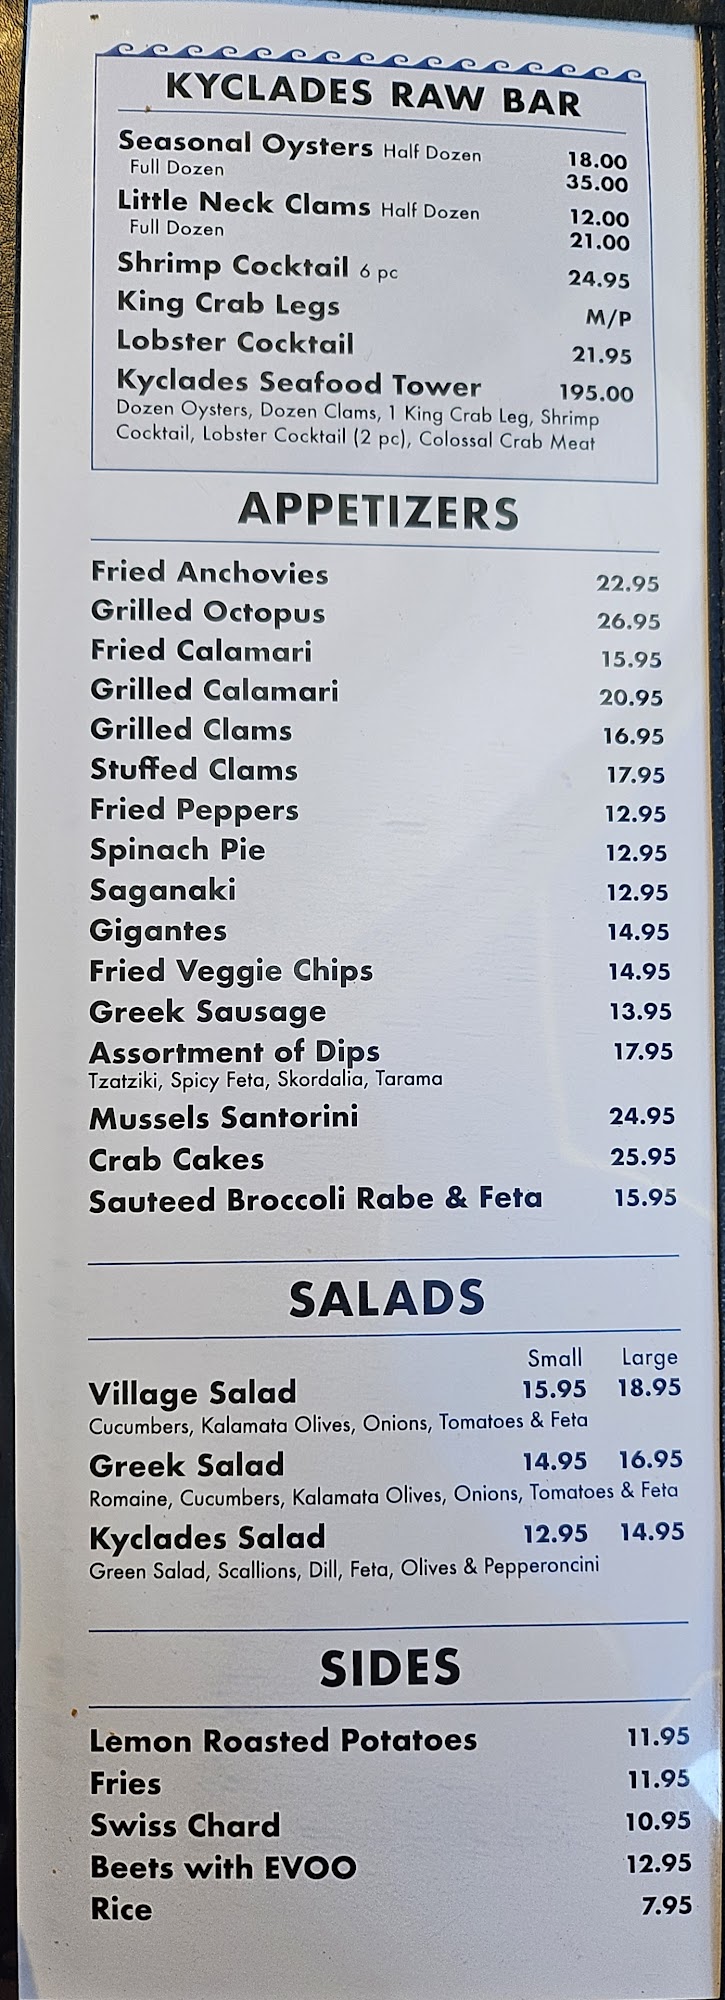 KYCLADES RAW BAR
Seasonal Oysters Half Dozen 18.00
Full Dozen 35.00
Little Neck Clams Half Dozen 12.00
Full Dozen 21.00
Shrimp Cocktail 6 pc 24.95
King Crab Legs M/P
Lobster Cocktail 21.95
Kyclades Seafood Tower 195.00
Dozen Oysters, Dozen Clams, 1 King Crab Leg, Shrimp
Cocktail, Lobster Cocktail (2 pc), Colossal Crab Meat
APPETIZERS
Fried Anchovies 22.95
Grilled Octopus 26.95
Fried Calamari 15.95
Grilled Calamari 20.95
Grilled Clams 16.95
Stuffed Clams 17.95
Fried Peppers 12.95
Spinach Pie 12.95
Saganaki 12.95
Gigantes 14.95
Fried Veggie Chips 14.95
Greek Sausage 13.95
Assortment of Dips 17.95
Tzatziki, Spicy Feta, Skordalia, Tarama
Mussels Santorini 24.95
Crab Cakes 25.95
Sauteed Broccoli Rabe & Feta 15.95
SALADS
Small Large
Village Salad 15.95 18.95
Cucumbers, Kalamata Olives, Onions, Tomatoes & Feta
Greek Salad 14.95 16.95
Romaine, Cucumbers, Kalamata Olives, Onions, Tomatoes & Feta
Kyclades Salad 12.95 14.95
Green Salad, Scallions, Dill, Feta, Olives & Pepperoncini
SIDES
Lemon Roasted Potatoes 11.95
Fries 11.95
Swiss Chard 10.95
Beets with EVOO 12.95
Rice 7.95